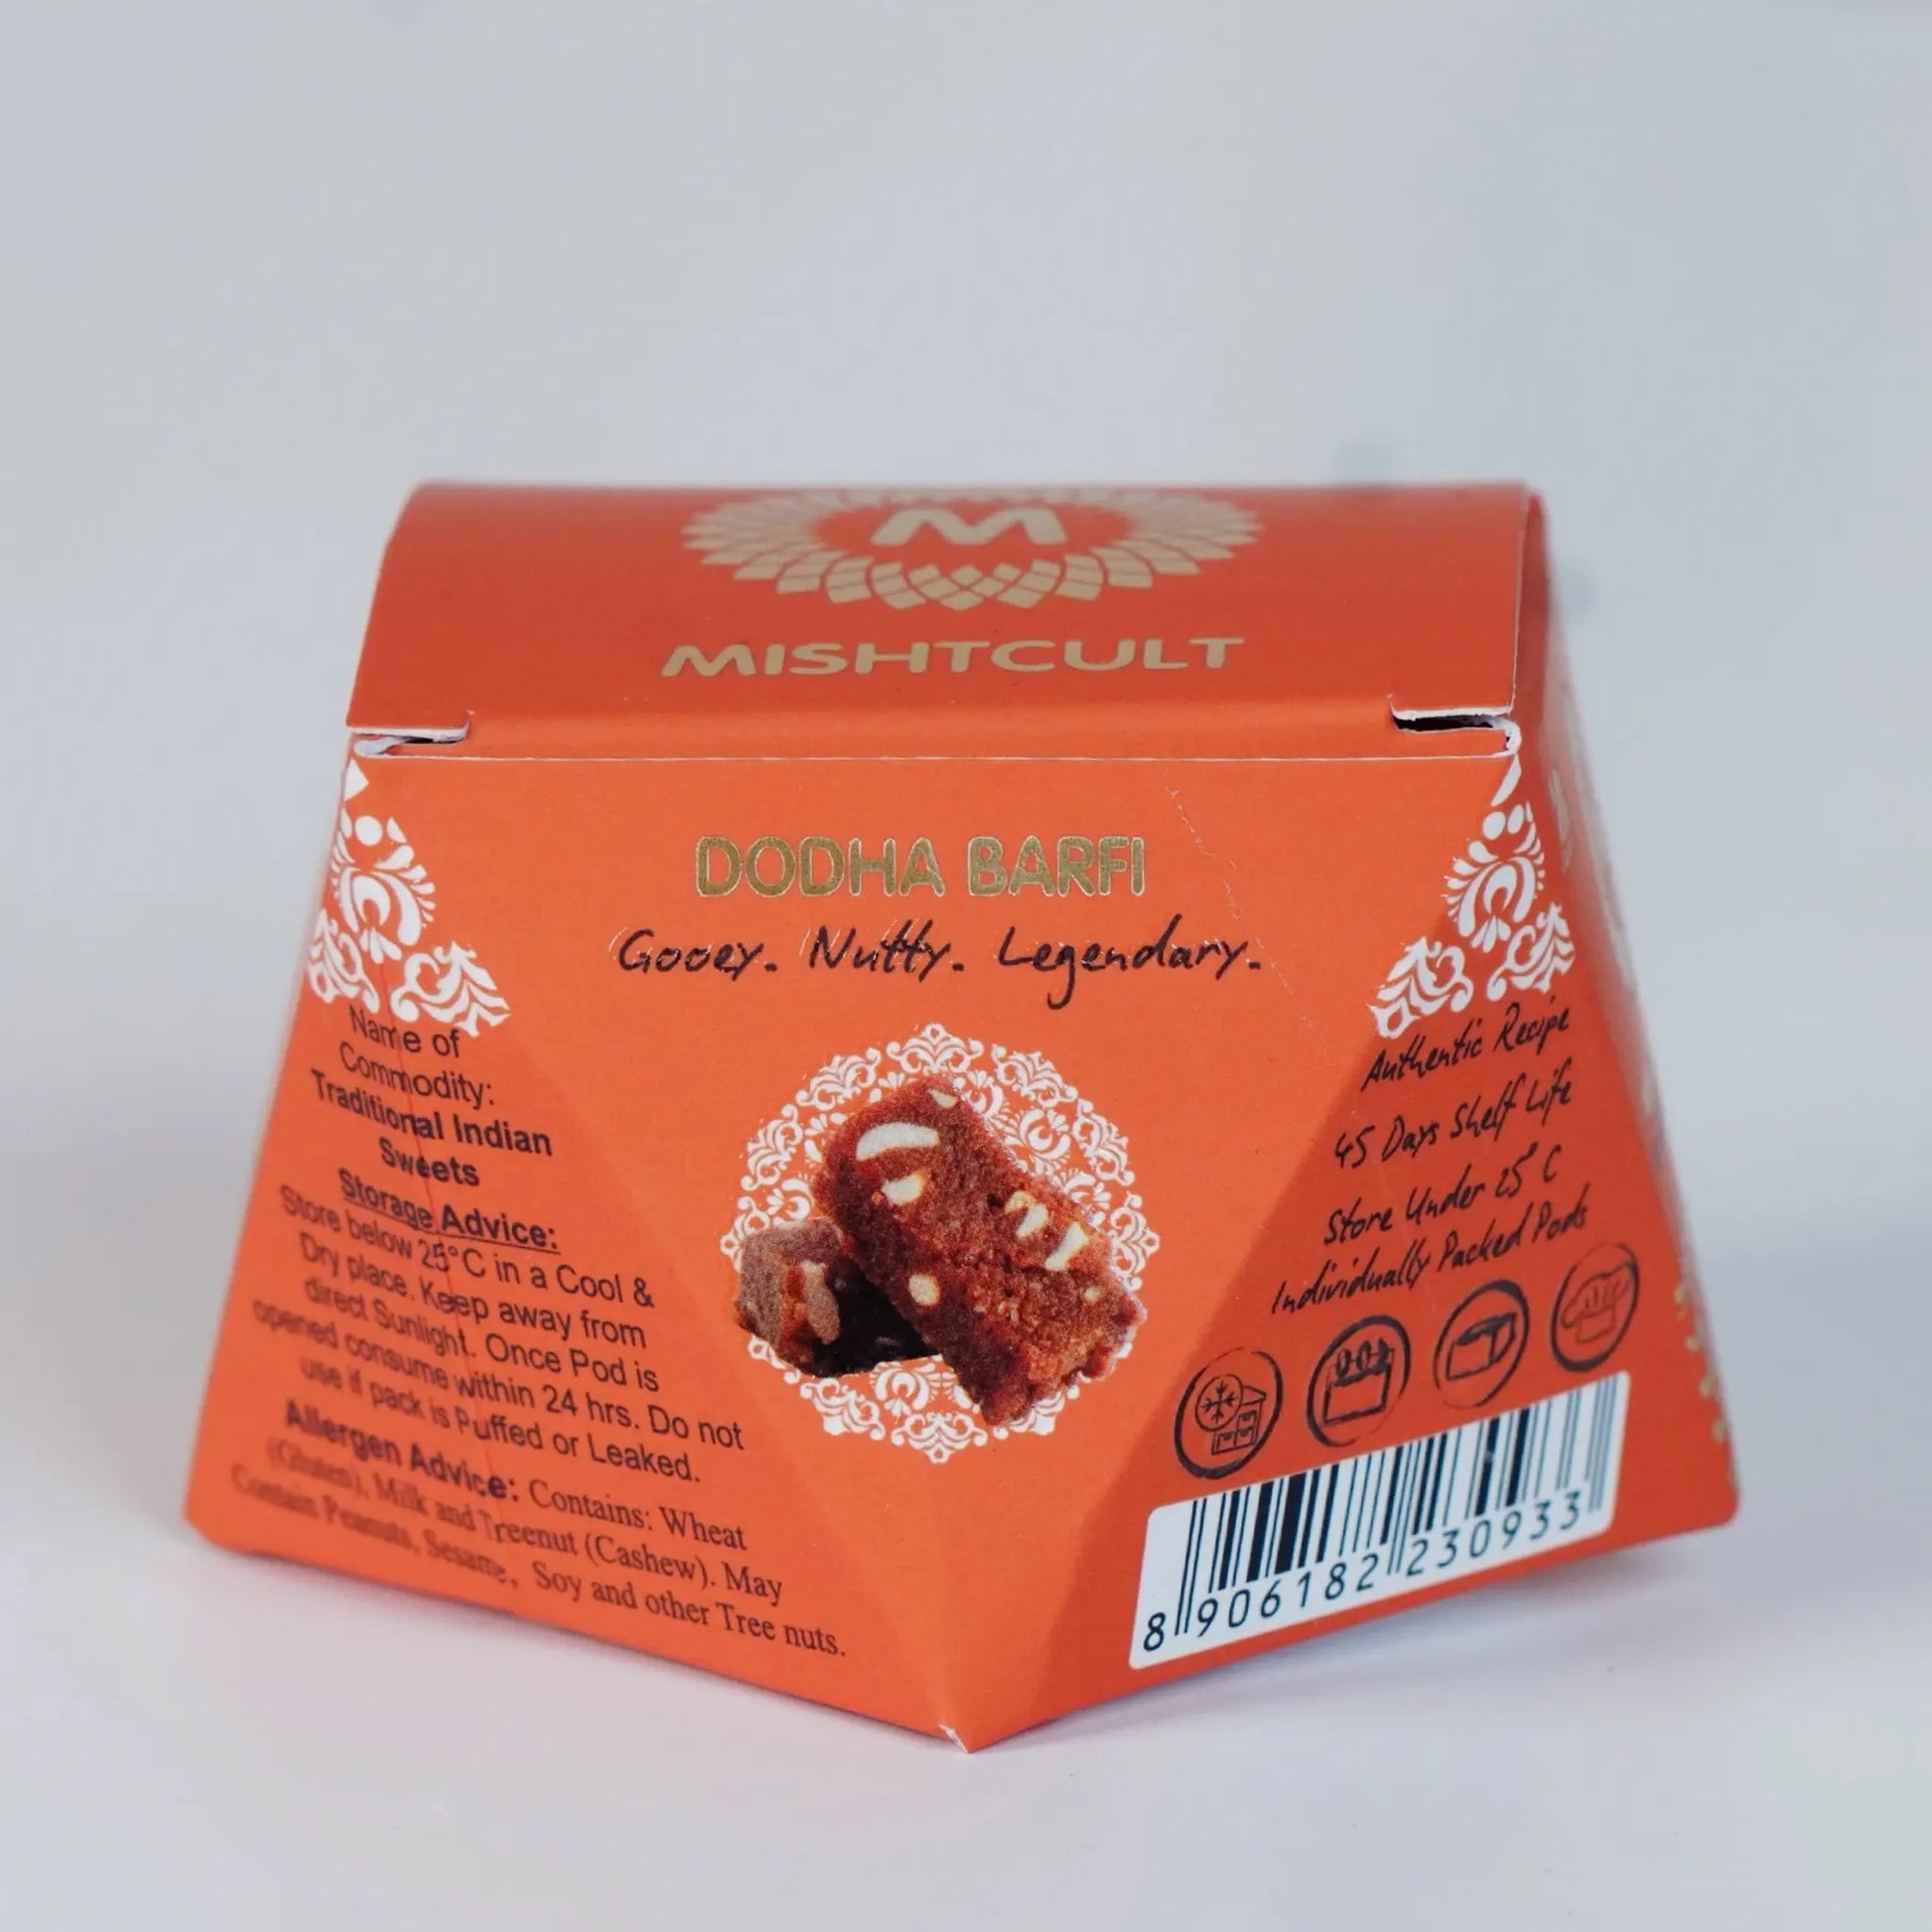 M
MISHTCULT
DODHA BARFI
Gooey. Nutty. Legendary.
Name of
Commodity:
Traditional Indian
Sweets
Storage Advice:
Store below 25°C in a Cool &
Dry place. Keep away from
direct Sunlight. Once Pod is
opened consume within 24 hrs. Do not
use if pack is Puffed or Leaked.
Allergen Advice: Contains: Wheat
(Gluten), Milk and Treenut (Cashew). May
Contain Peanuts, Sesame, Soy and other Tree nuts.
Authentic Recipe
45 Days Shelf Life
Store Under 25° C
Individually Packed Pods
8 906182 230933